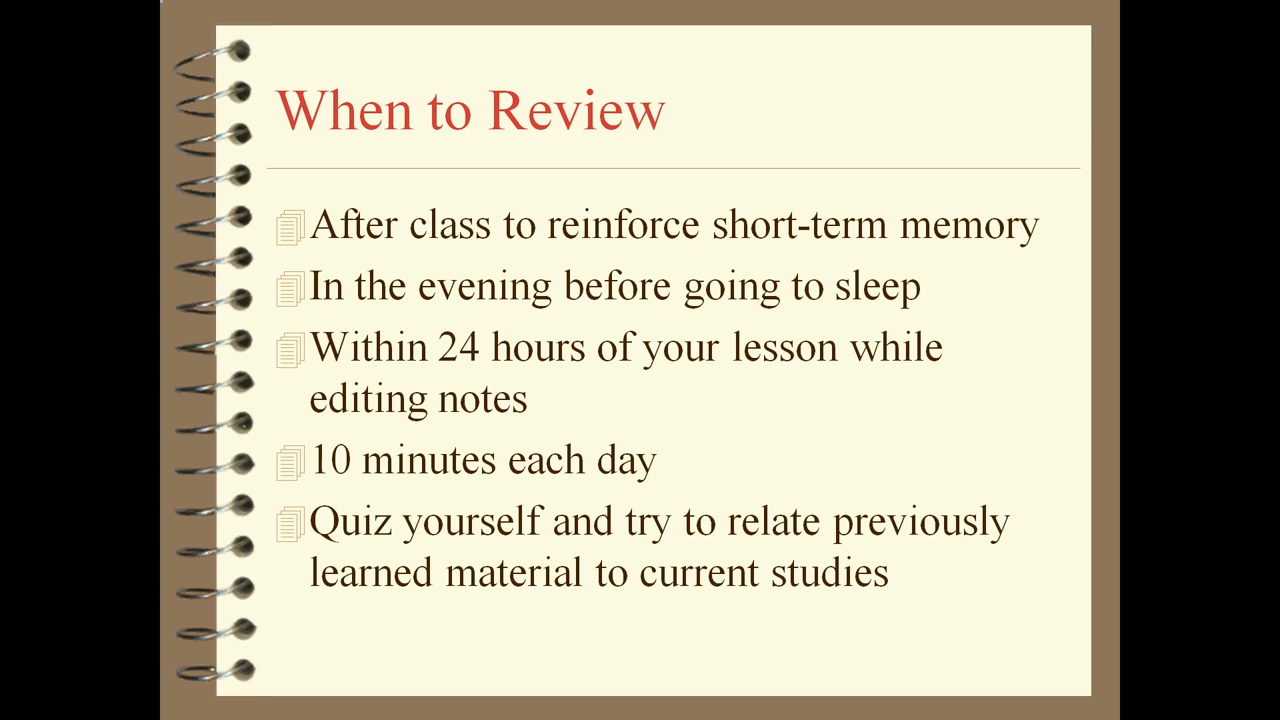 When to Review
After class to reinforce short-term memory
In the evening before going to sleep
Within 24 hours of your lesson while
editing notes
10 minutes each day
Quiz yourself and try to relate previously
learned material to current studies